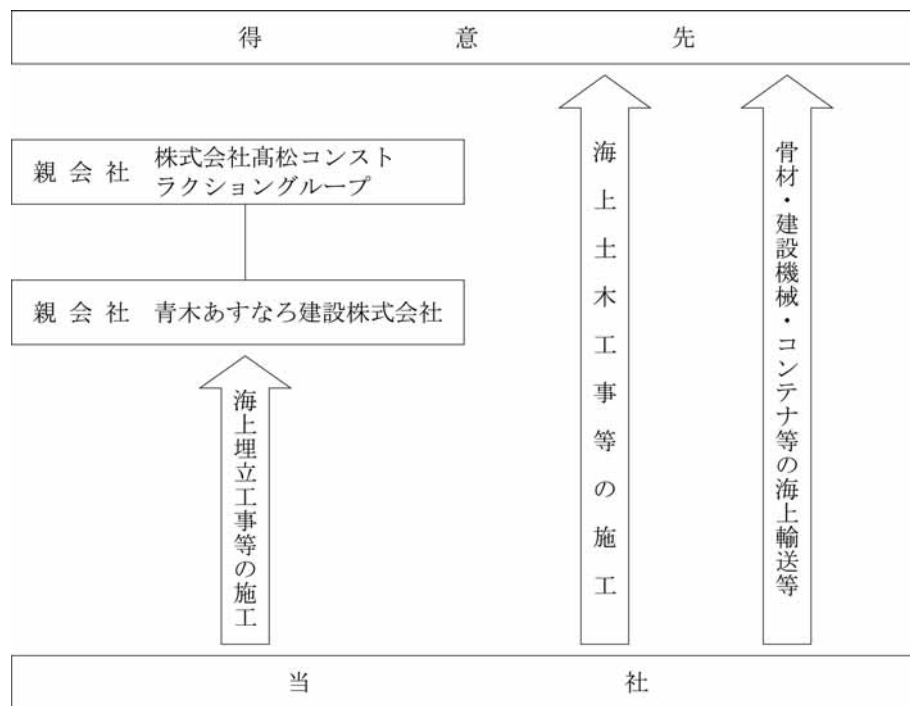 得意先
親会社 株式会社髙松コンスト
ラクショングループ
親会社 青木あすなろ建設株式会社
海上埋立工事等の施工
海上土木工事等の施工
骨材・建設機械・コンテナ等の海上輸送等
当社